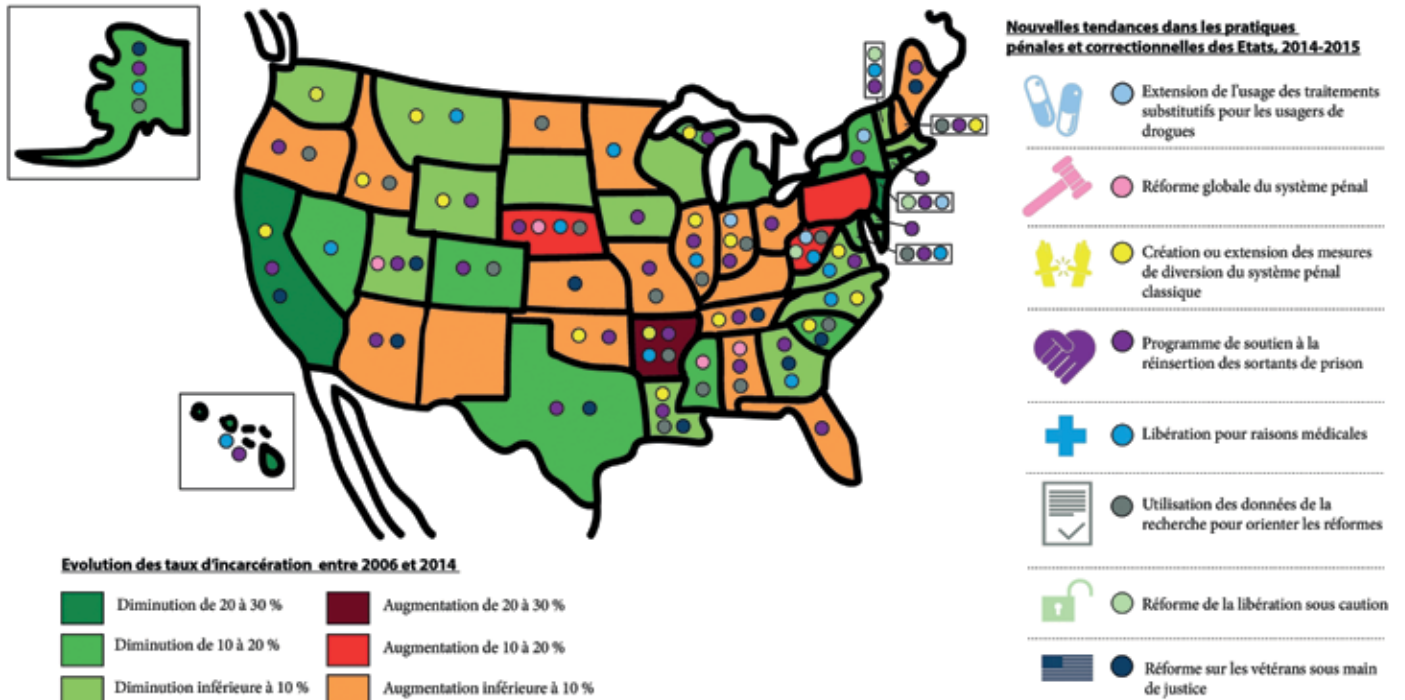 Nouvelles tendances dans les pratiques
pénales et correctionnelles des Etats, 2014-2015
Extension de l'usage des traitements
substitutifs pour les usagers de
drogues
Réforme globale du système pénal
Création ou extension des mesures
de diversion du système pénal
classique
Programme de soutien à la
réinsertion des sortants de prison
Libération pour raisons médicales
Utilisation des données de la
recherche pour orienter les réformes
Réforme de la libération sous caution
Réforme sur les vétérans sous main
de justice
Evolution des taux d'incarcération entre 2006 et 2014
Diminution de 20 à 30 %
Augmentation de 20 à 30 %
Diminution de 10 à 20 %
Augmentation de 10 à 20 %
Diminution inférieure à 10 %
Augmentation inférieure à 10 %